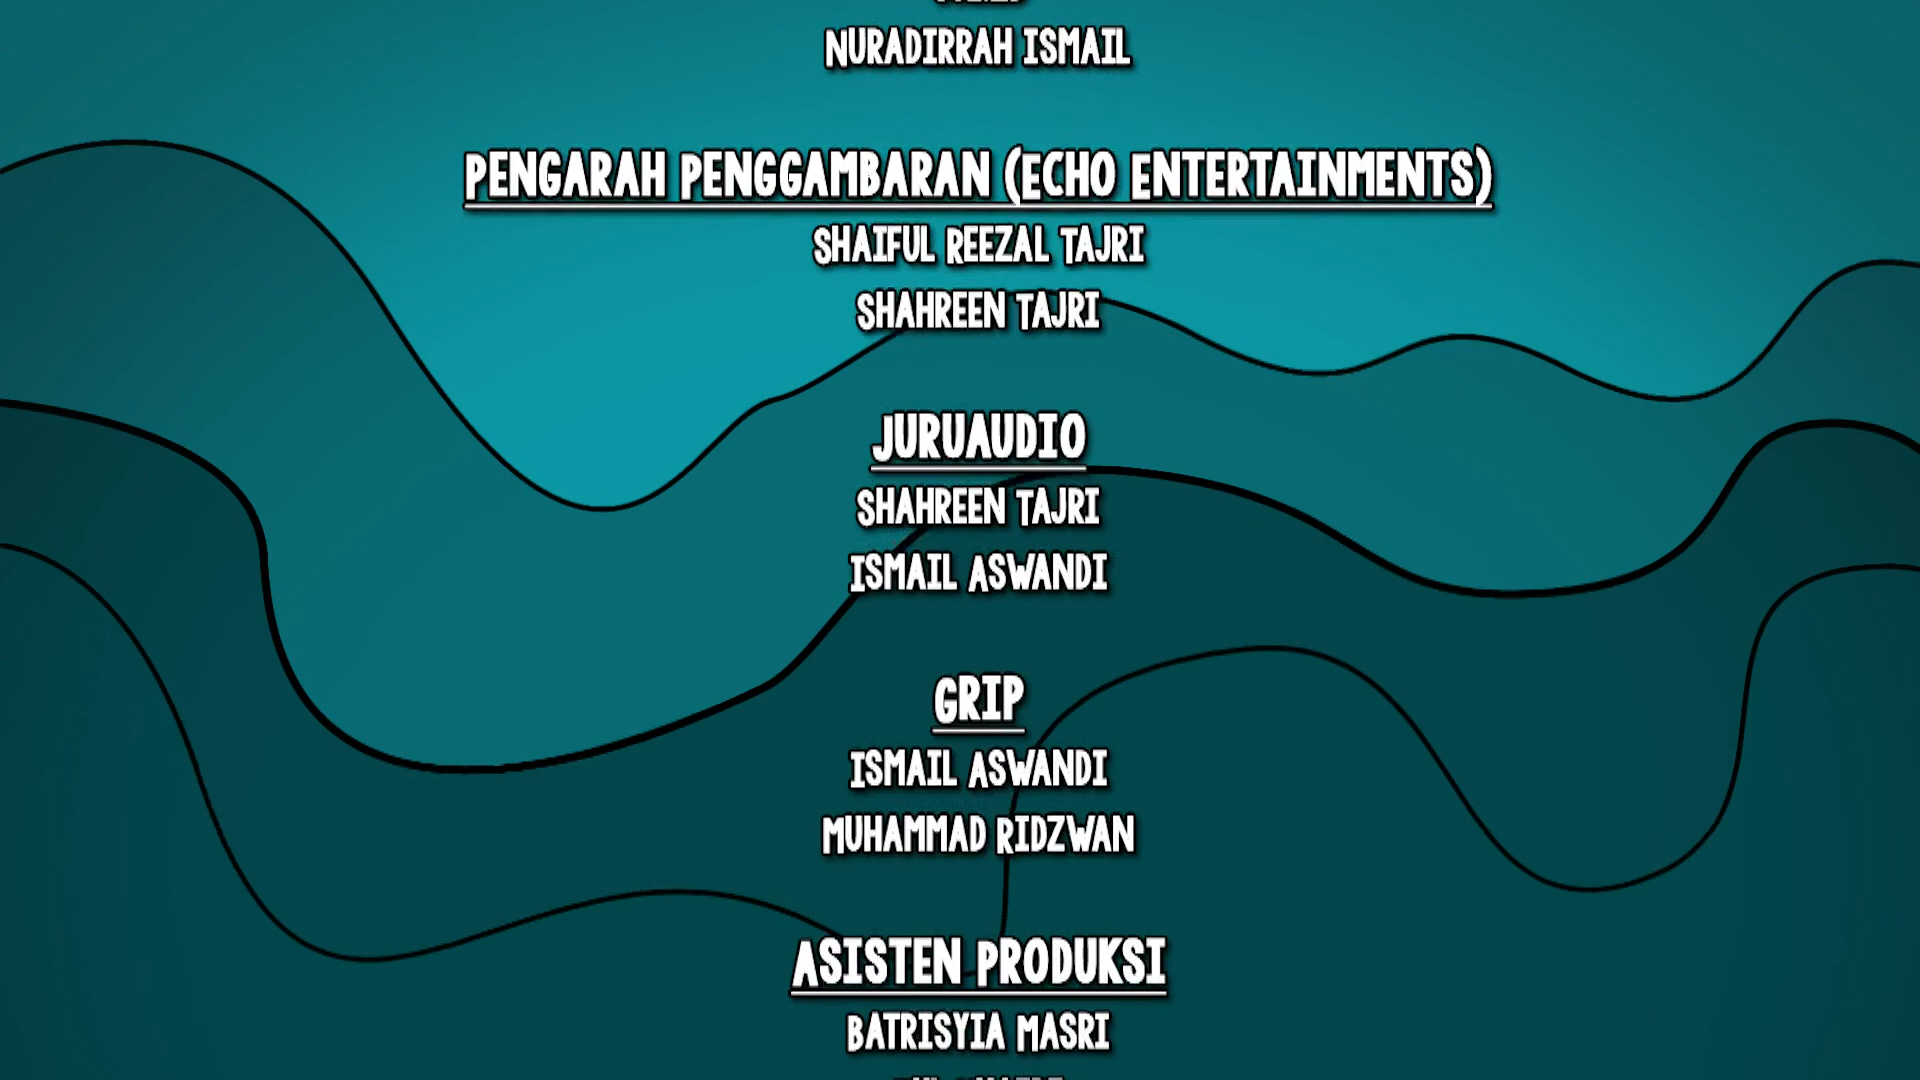 NURADIRRAH ISMAIL
PENGARAH PENGGAMBARAN (ECHO ENTERTAINMENTS)
SHAIFUL REEZAL TAJRI
SHAHREEN TAJRI
JURUAUDIO
SHAHREEN TAJRI
ISMAIL ASWANDI
GRIP
ISMAIL ASWANDI
MUHAMMAD RIDZWAN
ASISTEN PRODUKSI
BATRISYIA MASRI